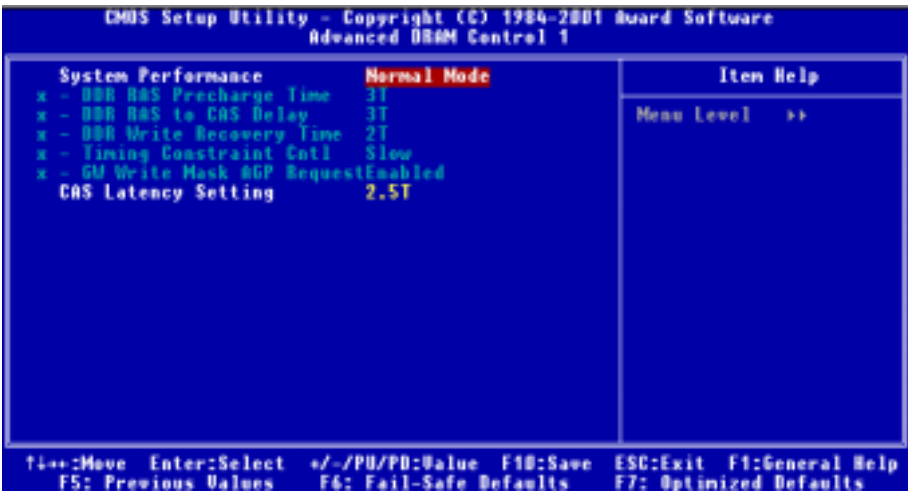 CMOS Setup Utility – Copyright (C) 1984-2001 Award Software
Advanced DRAM Control 1
System Performance Normal Mode
x - DDR RAS Precharge Time 3T
x - DDR RAS to CAS Delay 3T
x - DDR Write Recovery Time 2T
x - Timing Constraint Cntl Slow
x - GW Write Mask AGP Request Enabled
CAS Latency Setting 2.5T
Item Help
Menu Level ▸▸
↑↓→←:Move Enter:Select +/-/PU/PD:Value F10:Save ESC:Exit F1:General Help
F5: Previous Values F6: Fail-Safe Defaults F7: Optimized Defaults